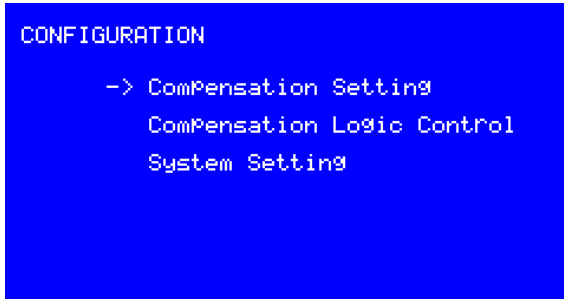 CONFIGURATION
-> Compensation Setting
Compensation Logic Control
System Setting